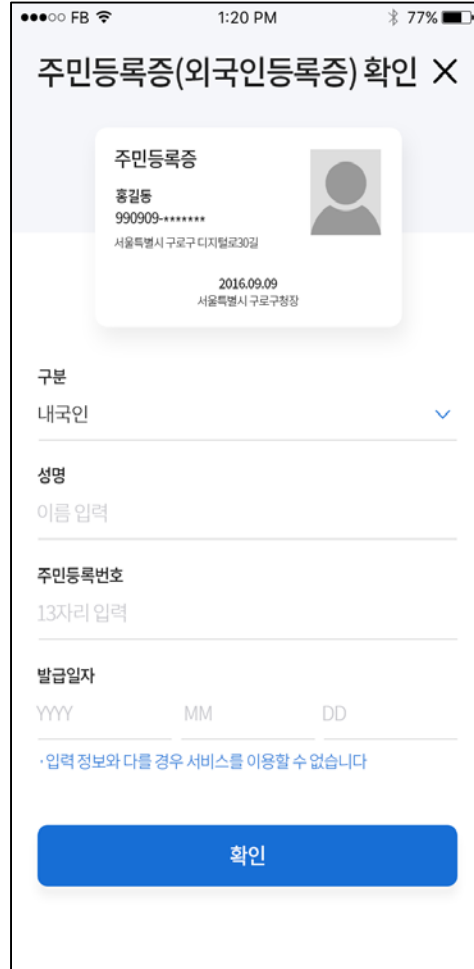 FB 1:20 PM 77%
주민등록증(외국인등록증) 확인
주민등록증
홍길동
990909-*******
서울특별시 구로구 디지털로30길
2016.09.09
서울특별시 구로구청장
구분
내국인
성명
이름 입력
주민등록번호
13자리 입력
발급일자
YYYY MM DD
·입력 정보와 다를 경우 서비스를 이용할 수 없습니다
확인